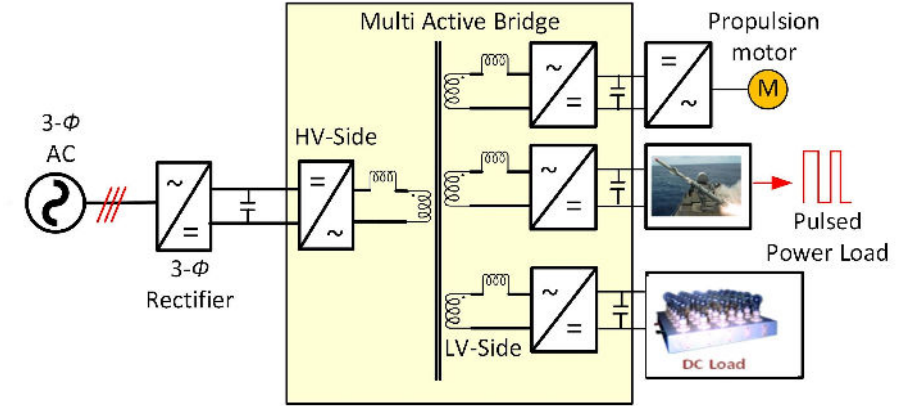 Multi Active Bridge
Propulsion
motor
M
3-Φ
AC
HV-Side
3-Φ
Rectifier
Pulsed
Power Load
LV-Side
DC Load